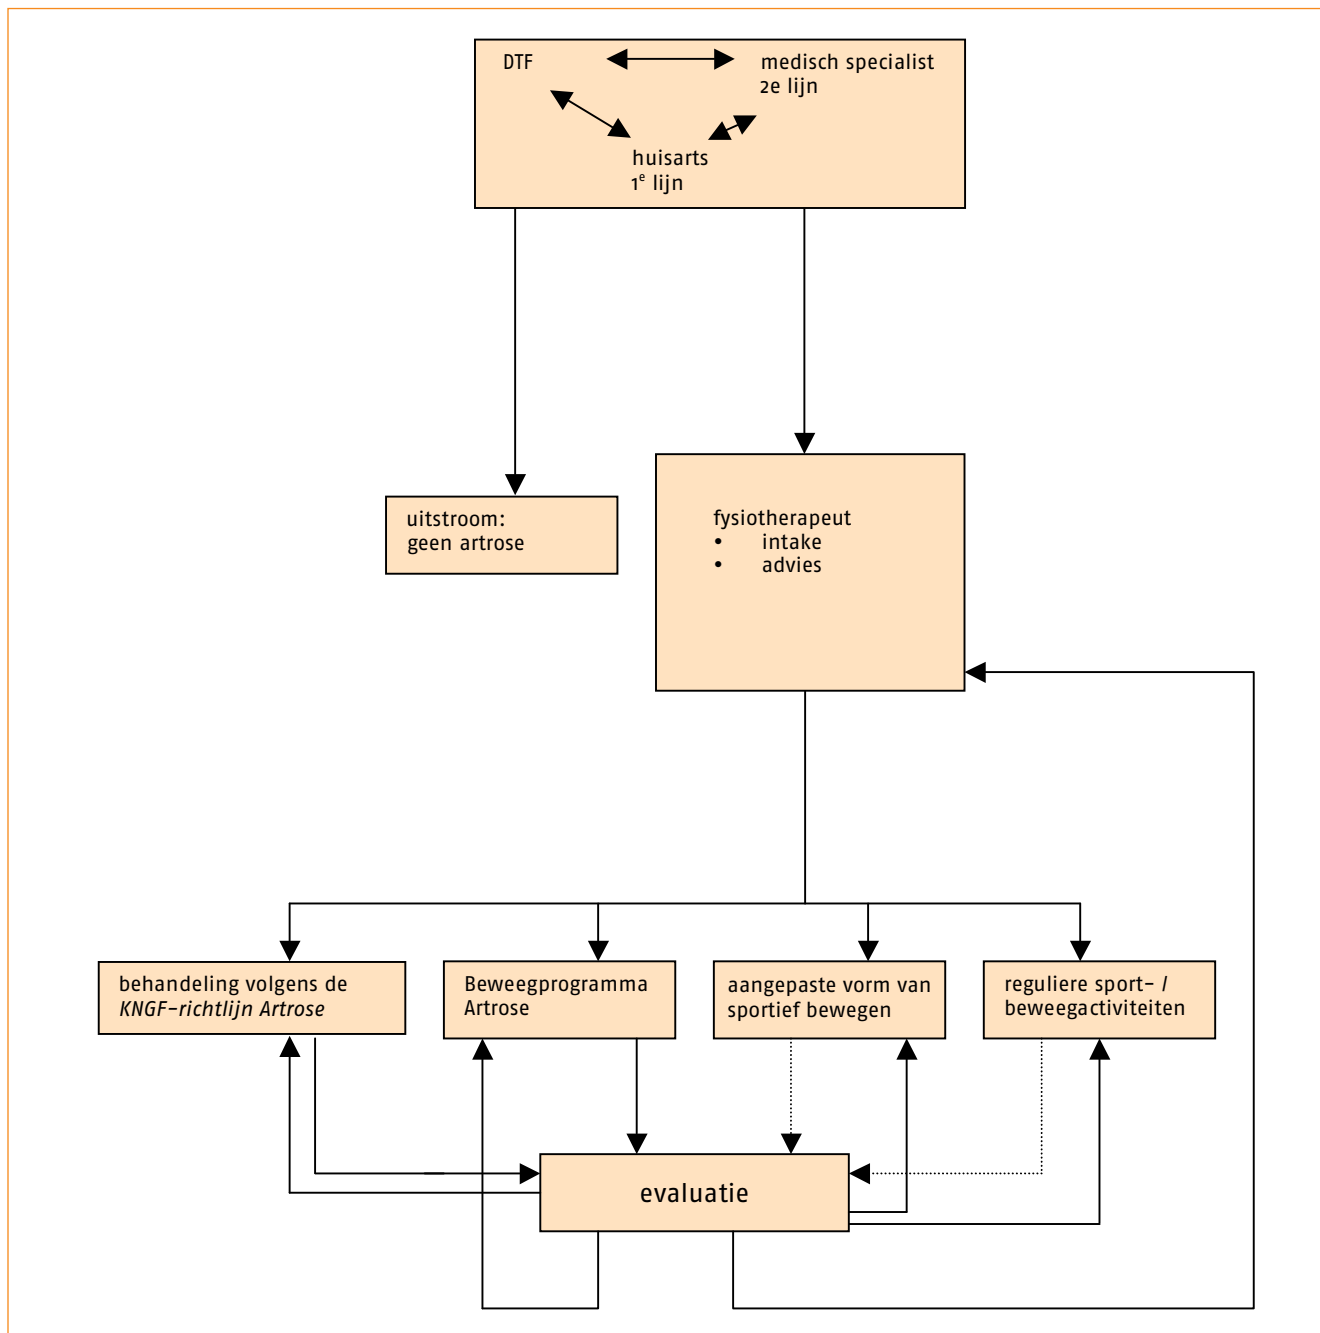 DTF
medisch specialist
2e lijn
huisarts
1e lijn
uitstroom:
geen artrose
fysiotherapeut
• intake
• advies
behandeling volgens de
KNGF-richtlijn Artrose
Beweegprogramma
Artrose
aangepaste vorm van
sportief bewegen
reguliere sport- /
beweegactiviteiten
evaluatie